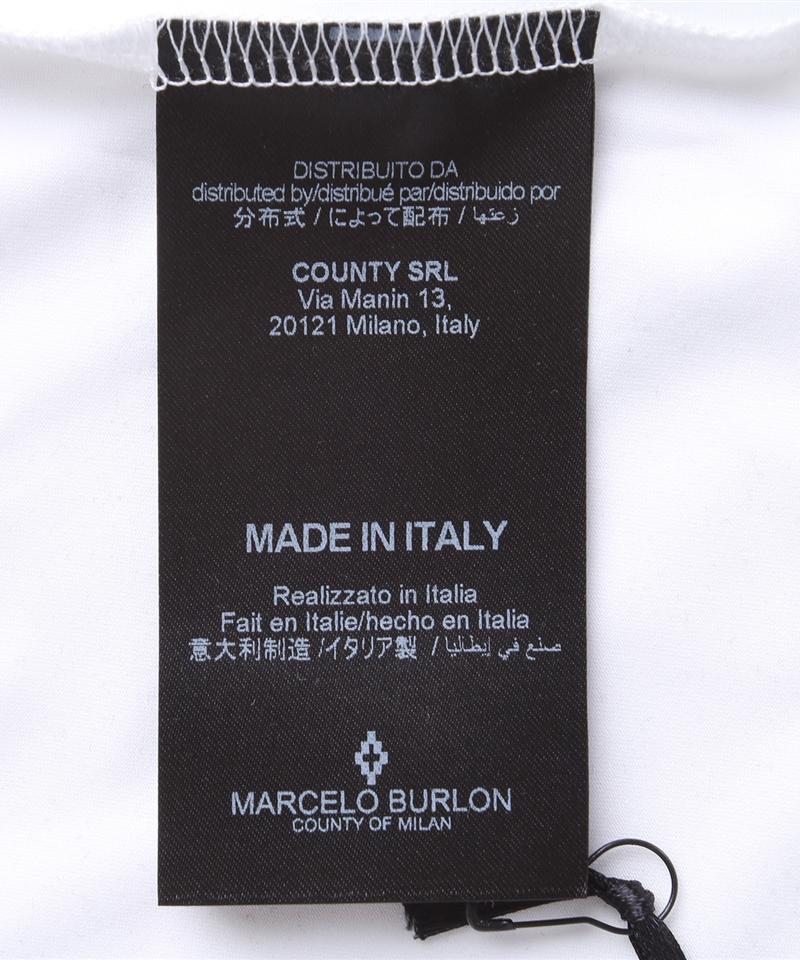 DISTRIBUITO DA
distributed by/distribué par/distribuido por
分布式 / によって配布 /
COUNTY SRL
Via Manin 13,
20121 Milano, Italy
MADE IN ITALY
Realizzato in Italia
Fait en Italie/hecho en Italia
意大利制造 /イタリア製 / صنع في إيطاليا
MARCELO BURLON
COUNTY OF MILAN